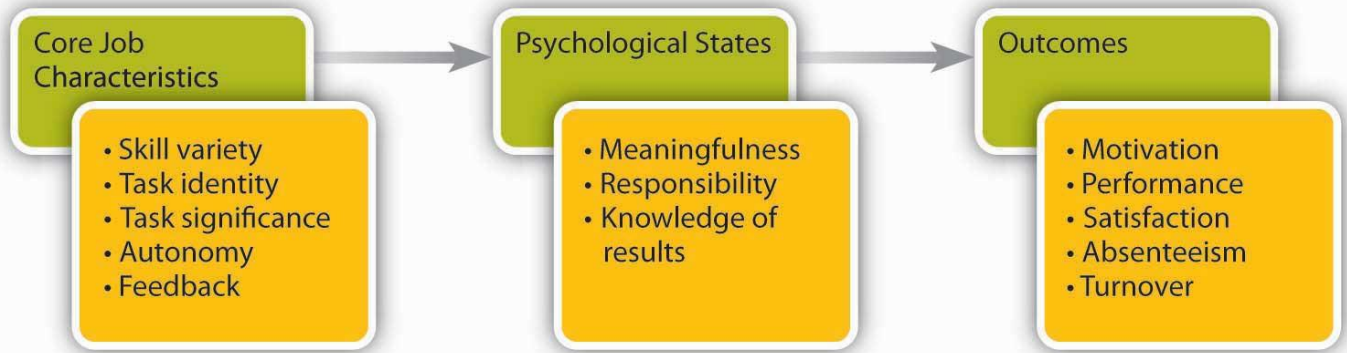 Core Job
Characteristics
• Skill variety
• Task identity
• Task significance
• Autonomy
• Feedback
Psychological States
• Meaningfulness
• Responsibility
• Knowledge of
results
Outcomes
• Motivation
• Performance
• Satisfaction
• Absenteeism
• Turnover